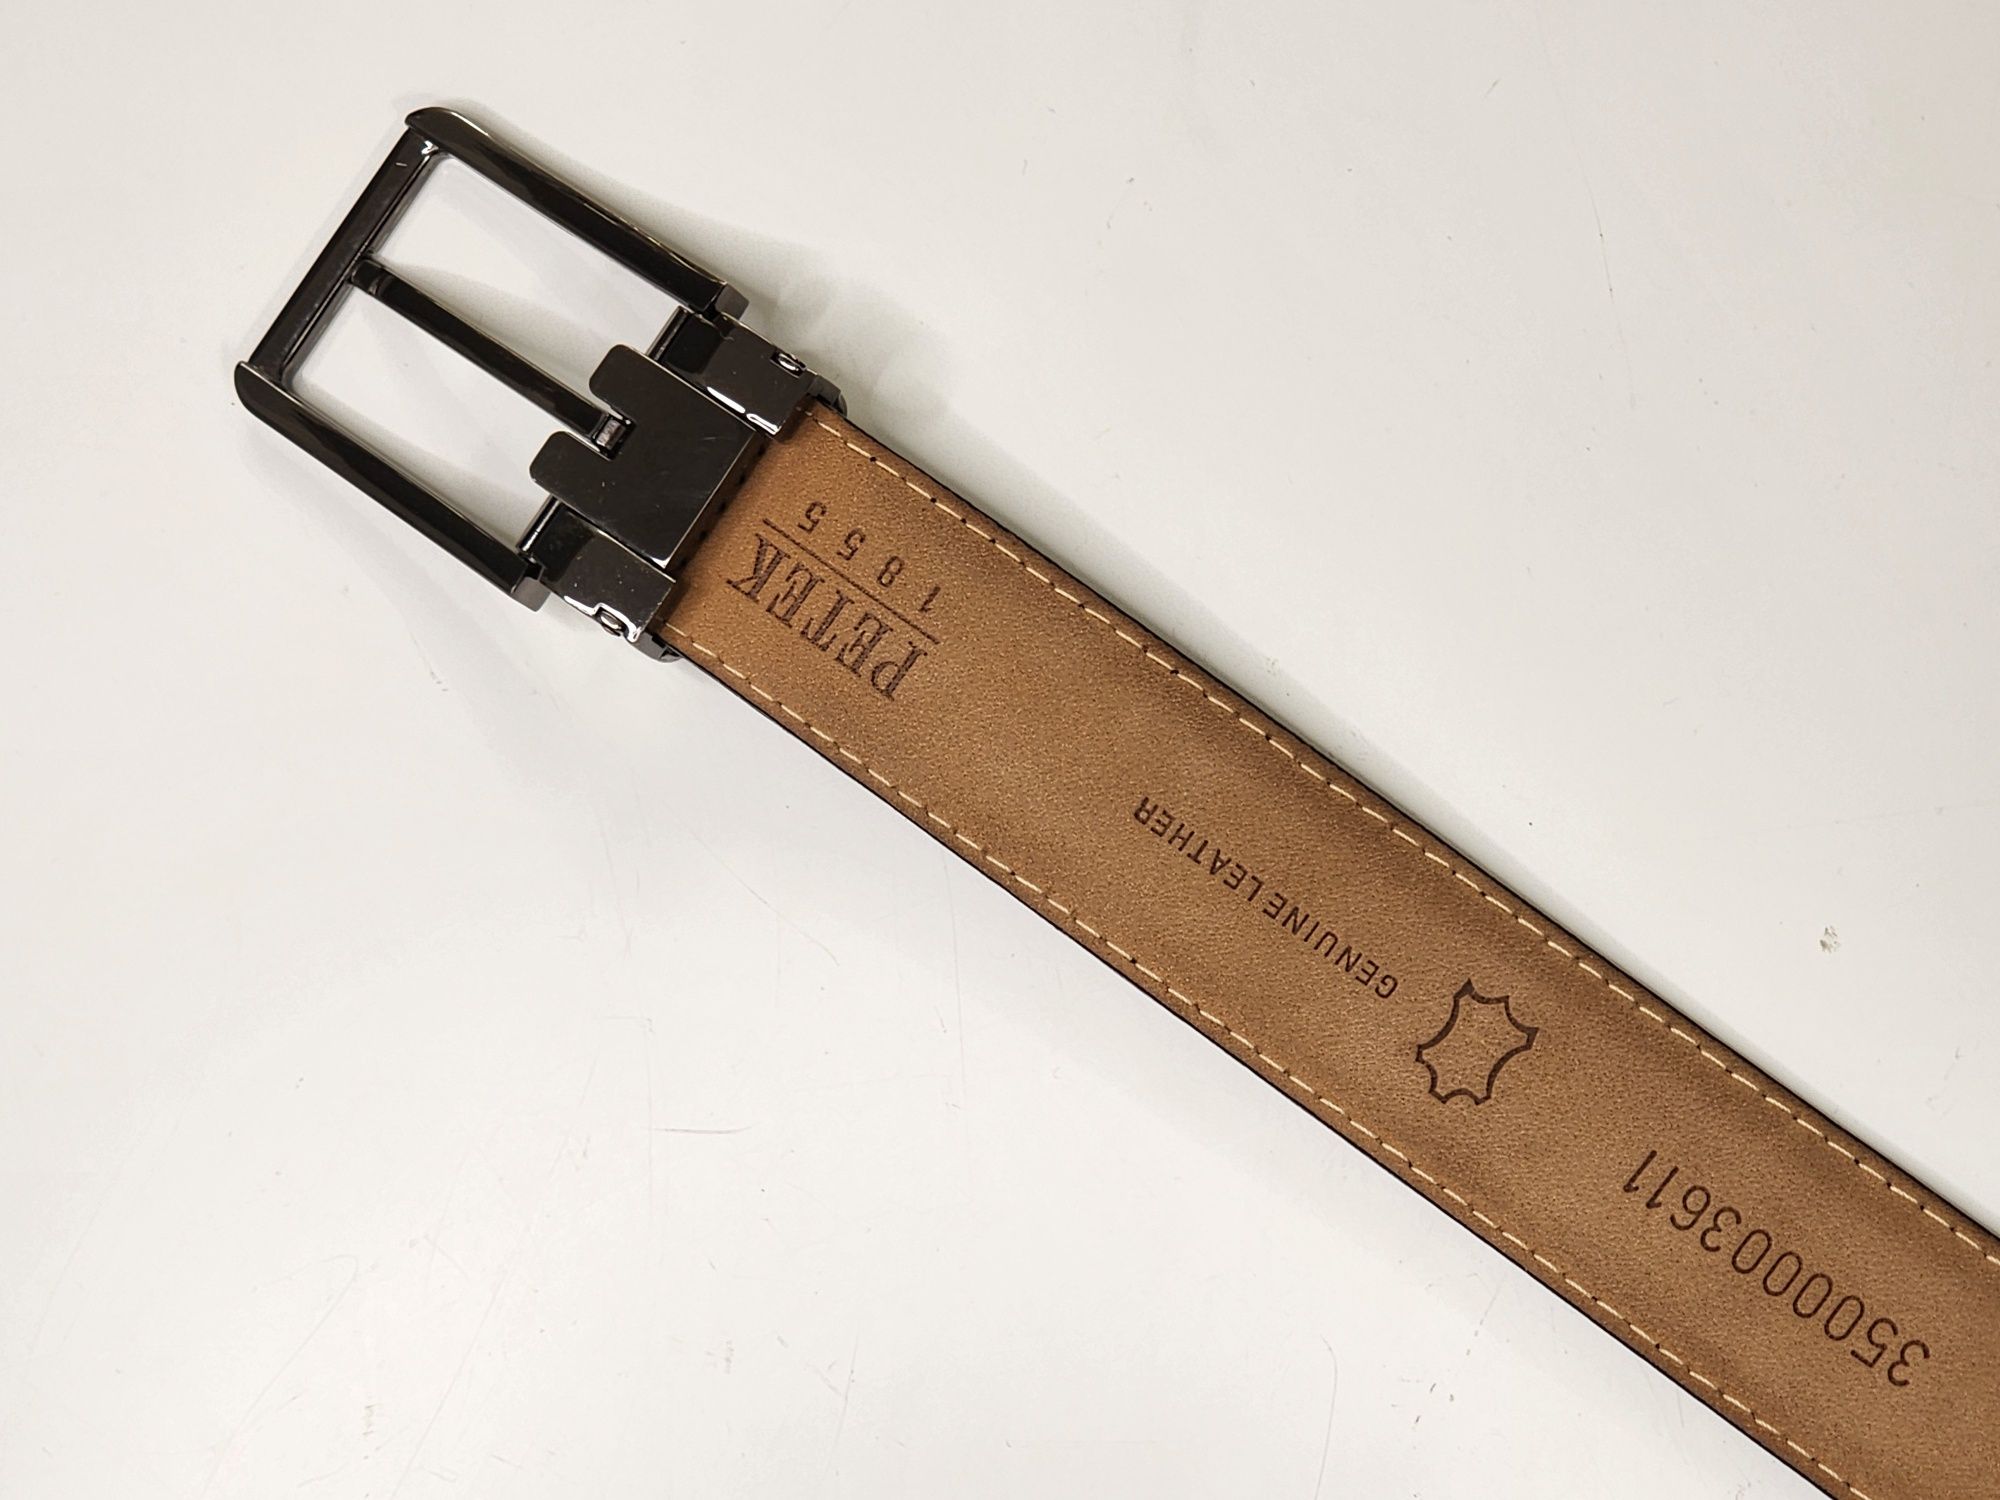 PETEK
1855
GENUINE LEATHER
3500003611